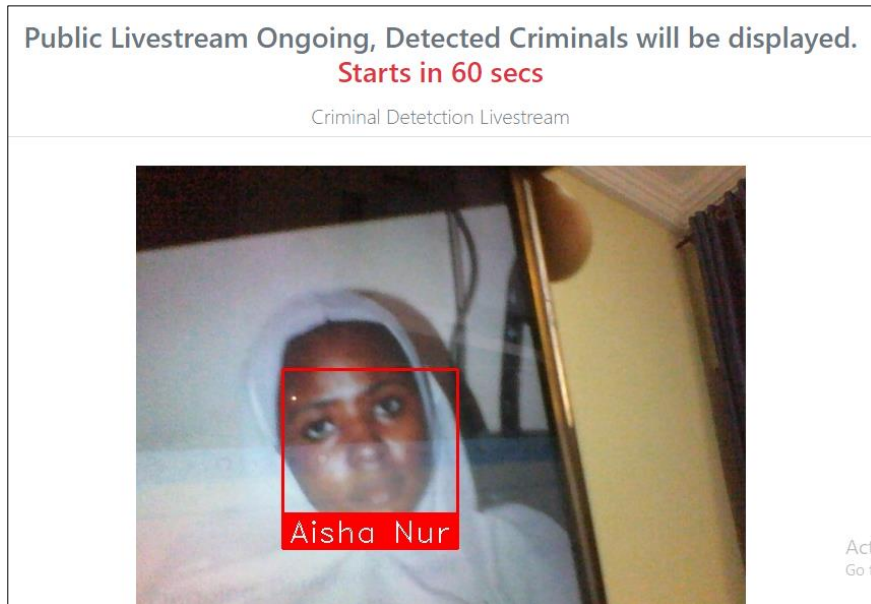 Public Livestream Ongoing, Detected Criminals will be displayed.
Starts in 60 secs
Criminal Detetction Livestream
Aisha Nur